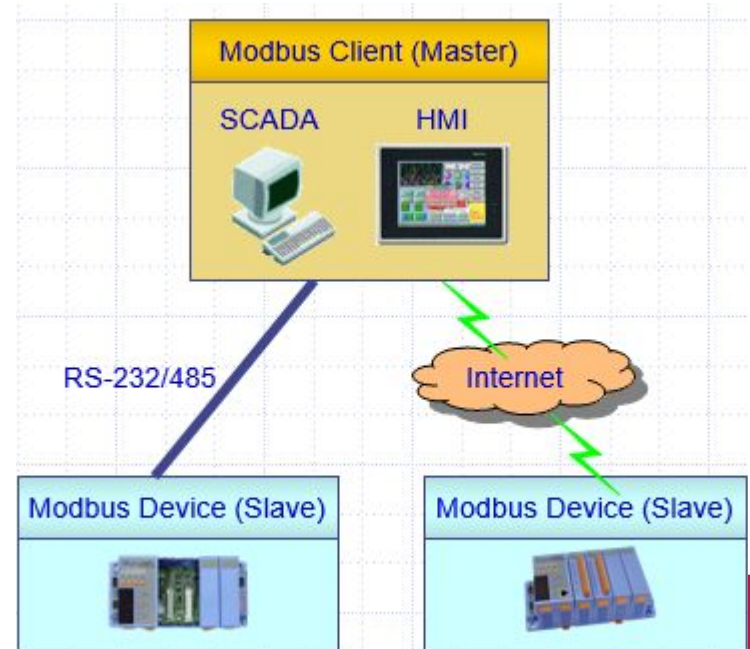 Modbus Client (Master)
SCADA HMI
RS-232/485
Internet
Modbus Device (Slave)
Modbus Device (Slave)